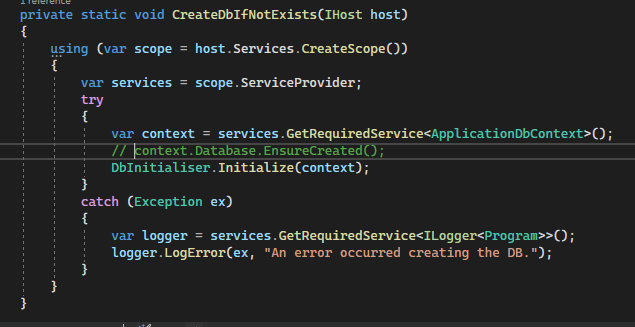 1 reference
private static void CreateDbIfNotExists(IHost host)
{
using (var scope = host.Services.CreateScope())
{
var services = scope.ServiceProvider;
try
{
var context = services.GetRequiredService<ApplicationDbContext>();
// context.Database.EnsureCreated();
DbInitialiser.Initialize(context);
}
catch (Exception ex)
{
var logger = services.GetRequiredService<ILogger<Program>>();
logger.LogError(ex, "An error occurred creating the DB.");
}
}
}